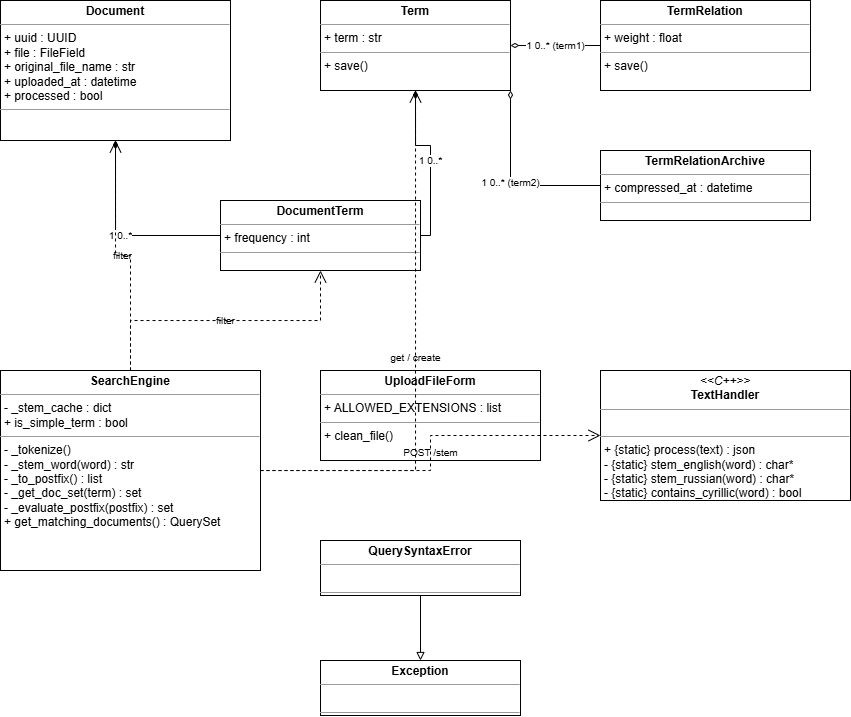 Document
+ uuid : UUID
+ file : FileField
+ original_file_name : str
+ uploaded_at : datetime
+ processed : bool
Term
+ term : str
+ save()
TermRelation
+ weight : float
+ save()
1 0..* (term1)
1 0..*
1 0..* (term2)
TermRelationArchive
+ compressed_at : datetime
DocumentTerm
+ frequency : int
1 0..*
filter
filter
get / create
SearchEngine
- _stem_cache : dict
+ is_simple_term : bool
- _tokenize()
- _stem_word(word) : str
- _to_postfix() : list
- _get_doc_set(term) : set
- _evaluate_postfix(postfix) : set
+ get_matching_documents() : QuerySet
UploadFileForm
+ ALLOWED_EXTENSIONS : list
+ clean_file()
POST /stem
<<C++>>
TextHandler
+ {static} process(text) : json
- {static} stem_english(word) : char*
- {static} stem_russian(word) : char*
- {static} contains_cyrillic(word) : bool
QuerySyntaxError
Exception